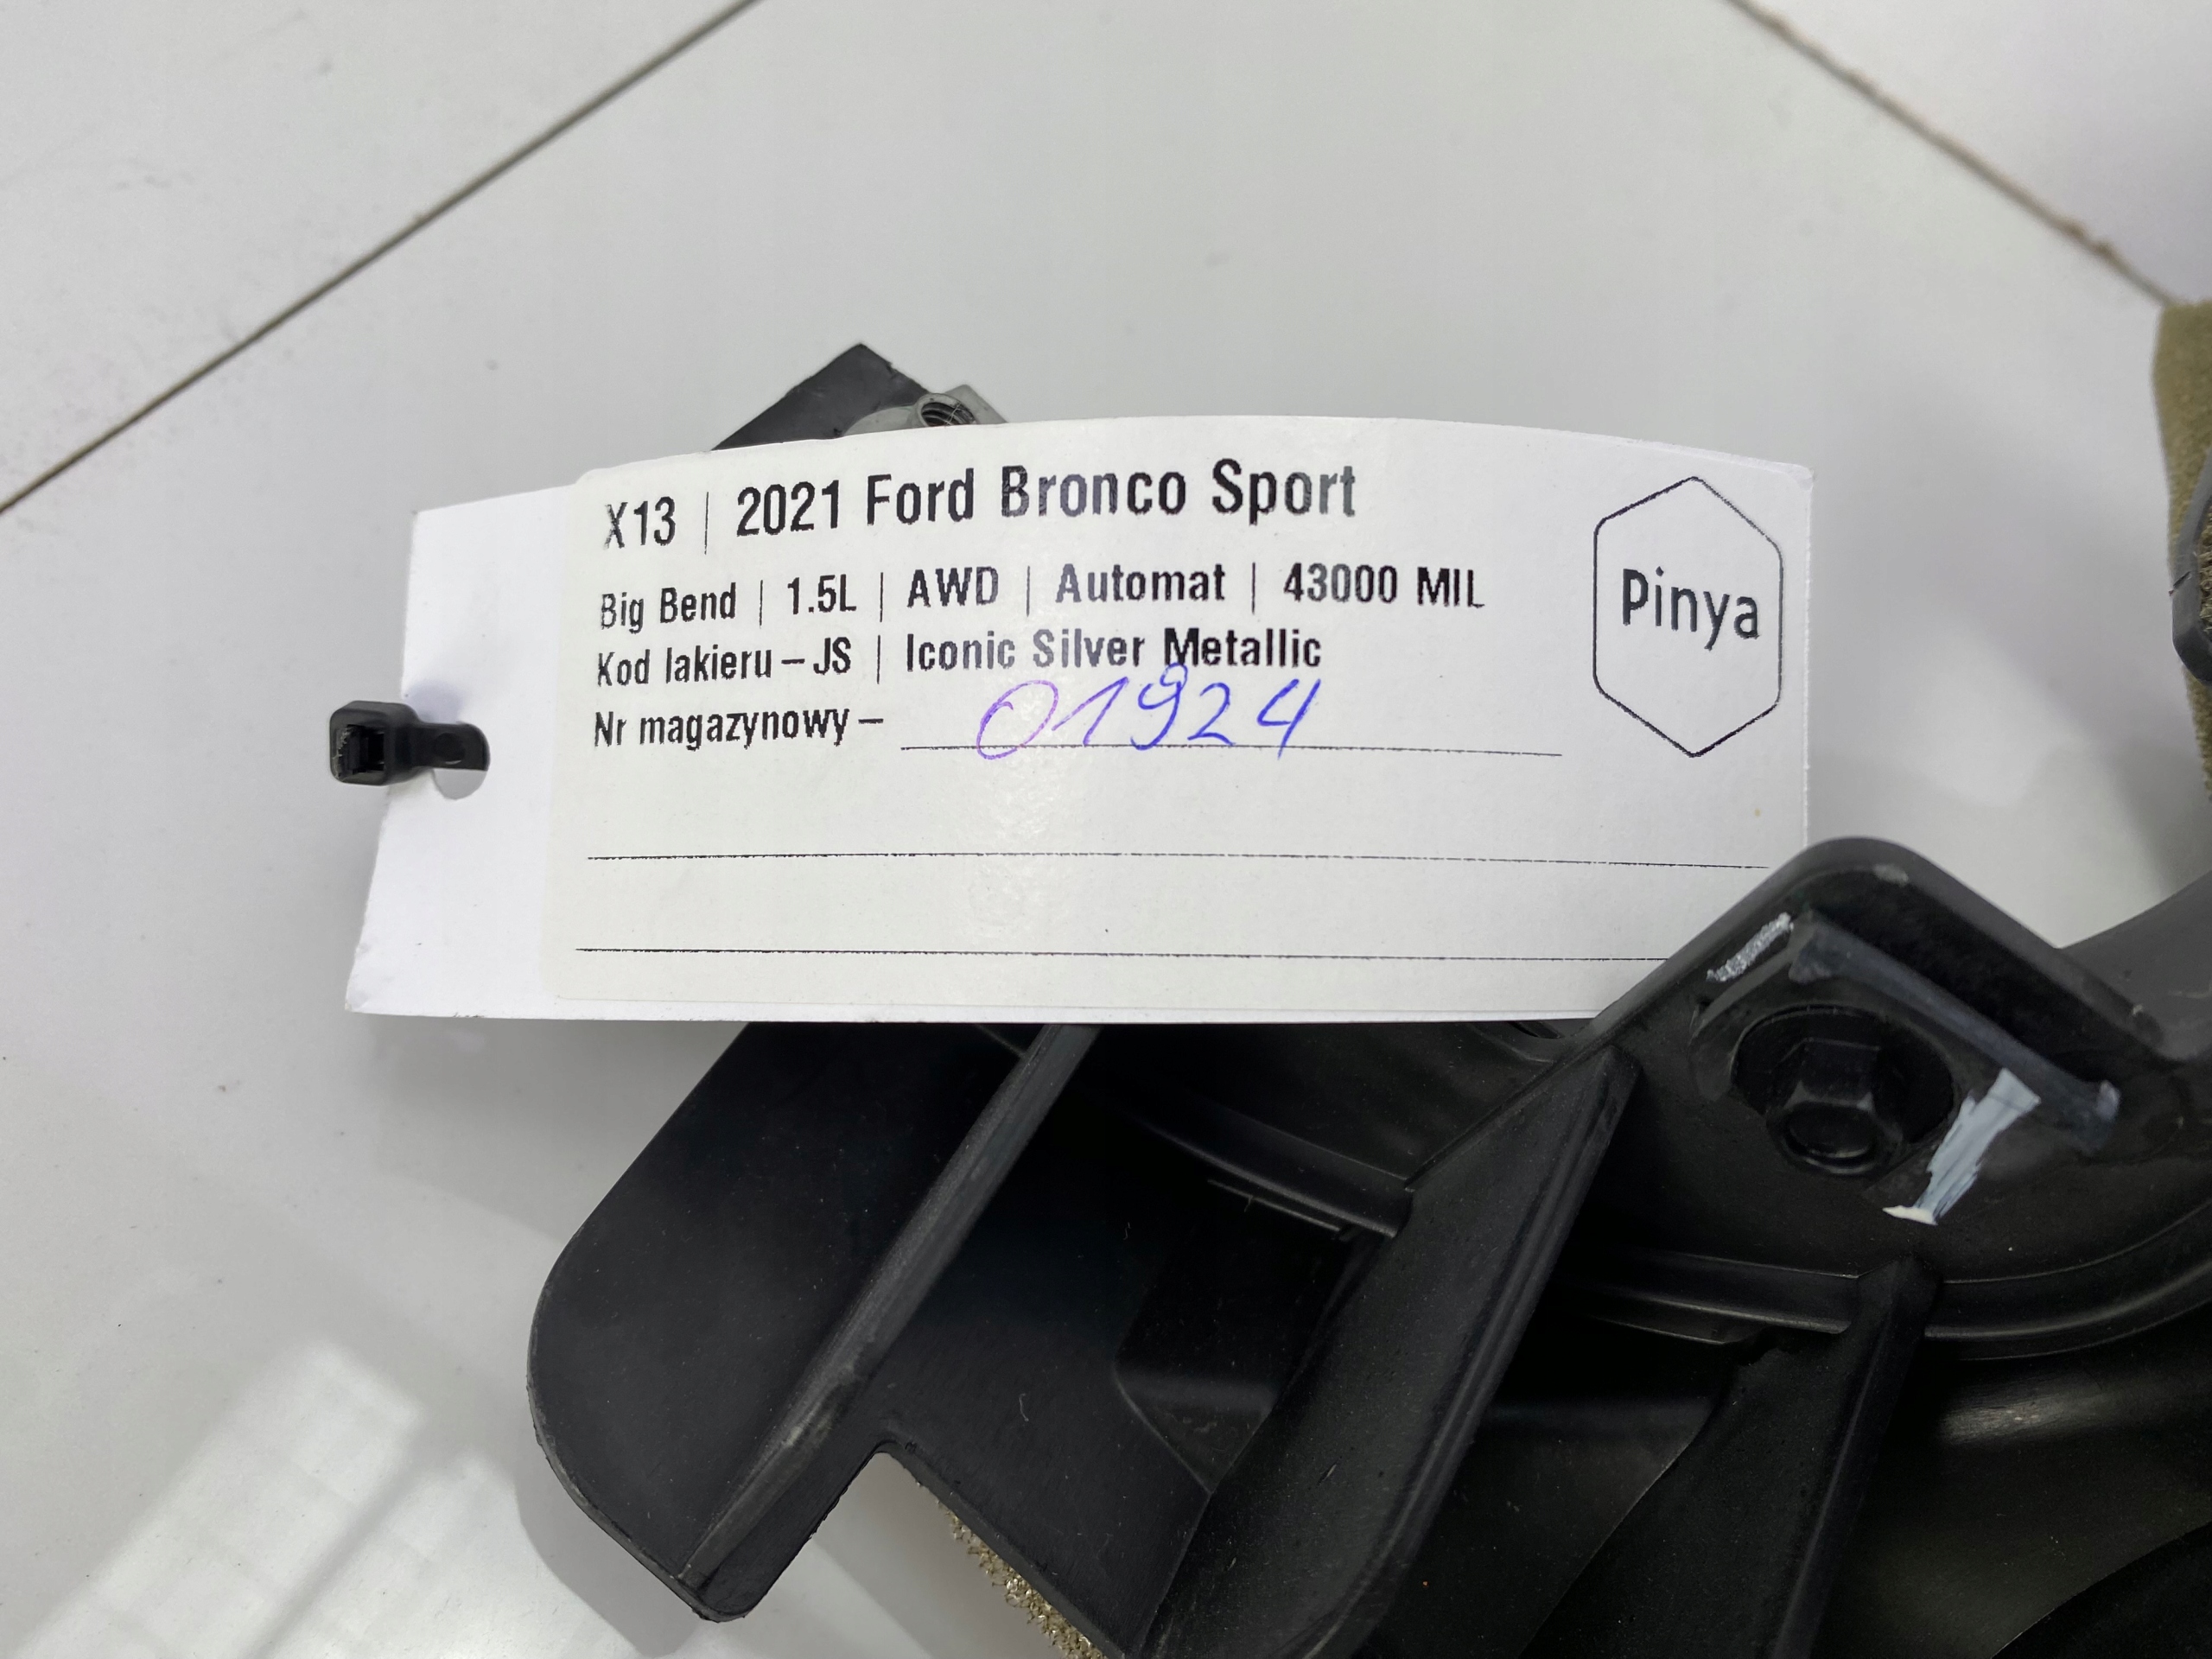 X13 | 2021 Ford Bronco Sport
Big Bend | 1.5L | AWD | Automat | 43000 MIL
Kod lakieru – JS | Iconic Silver Metallic
Nr magazynowy – 01924
Pinya